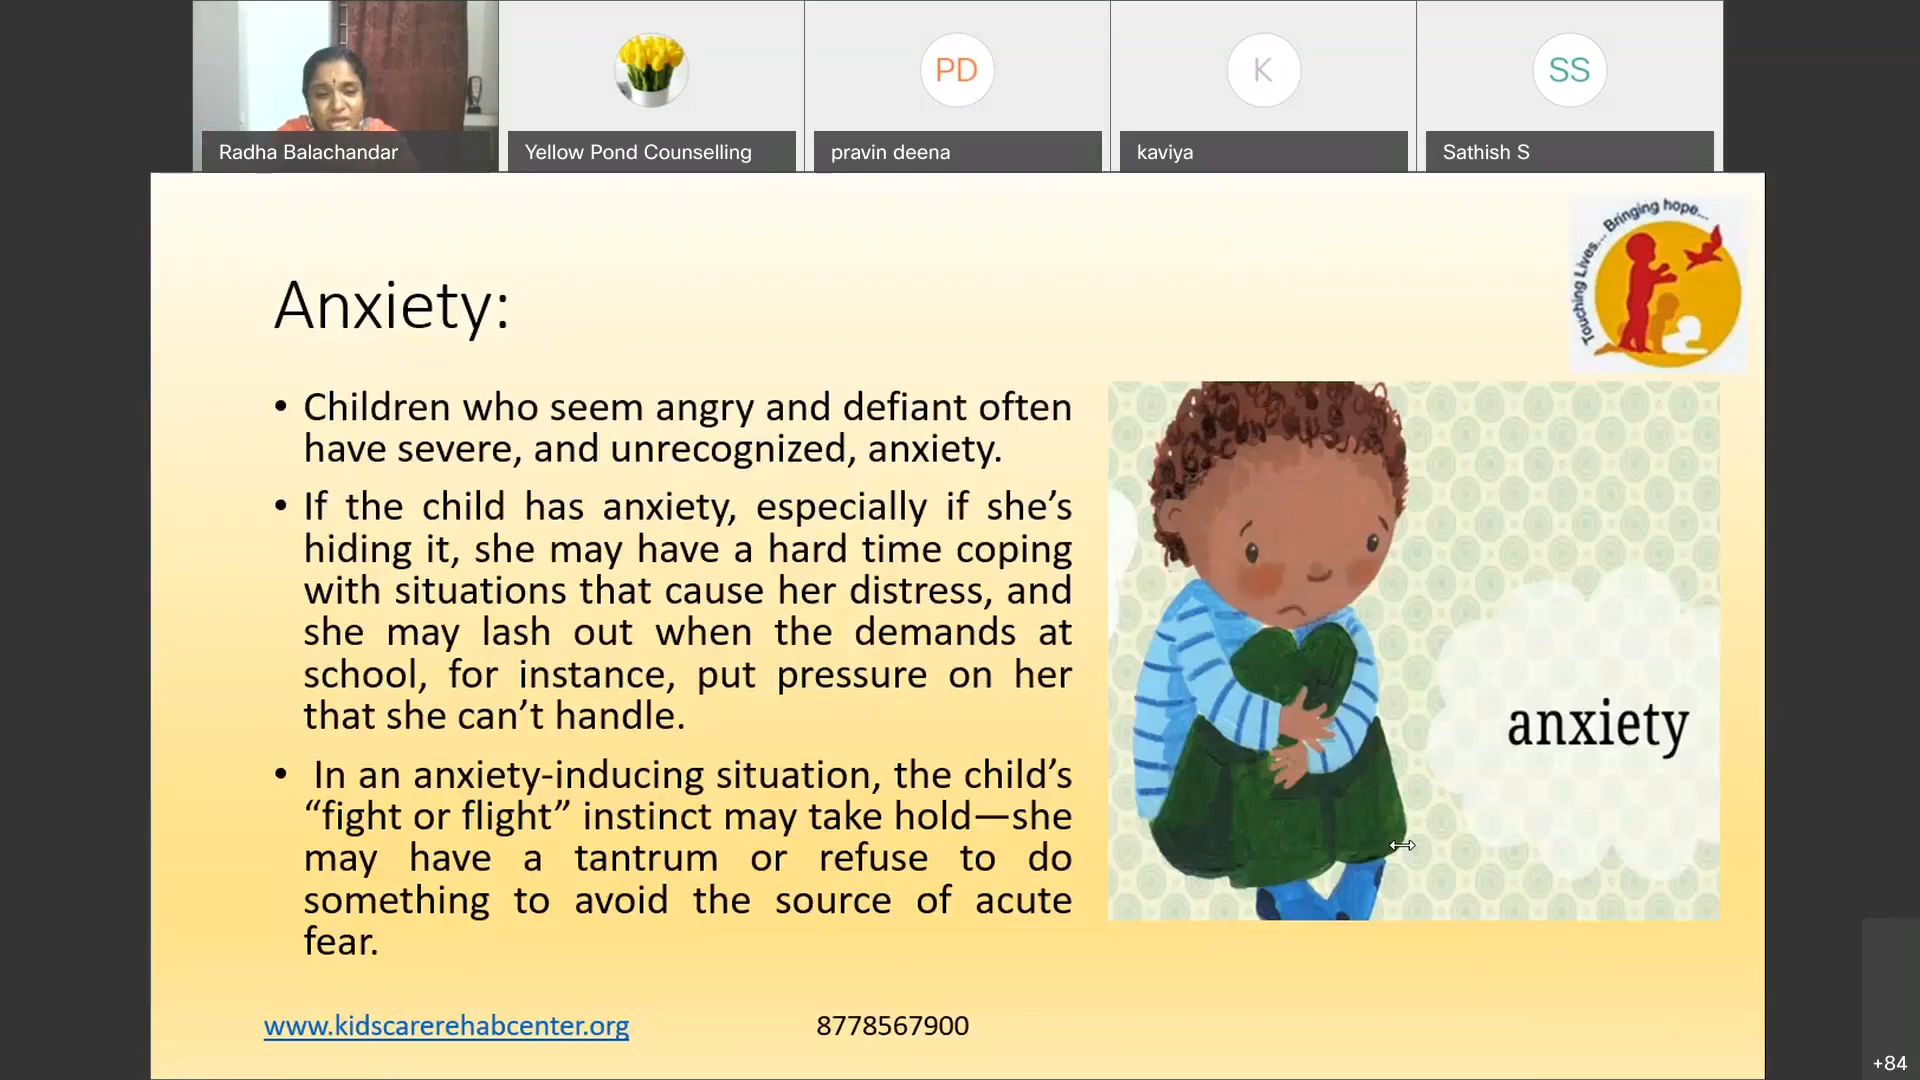 PD
K
SS
Radha Balachandar
Yellow Pond Counselling
pravin deena
kaviya
Sathish S
Touching Lives... Bringing hope...
Anxiety:
• Children who seem angry and defiant often
have severe, and unrecognized, anxiety.
• If the child has anxiety, especially if she’s
hiding it, she may have a hard time coping
with situations that cause her distress, and
she may lash out when the demands at
school, for instance, put pressure on her
that she can’t handle.
• In an anxiety-inducing situation, the child’s
“fight or flight” instinct may take hold—she
may have a tantrum or refuse to do
something to avoid the source of acute
fear.
anxiety
www.kidscarerehabcenter.org
8778567900
+84